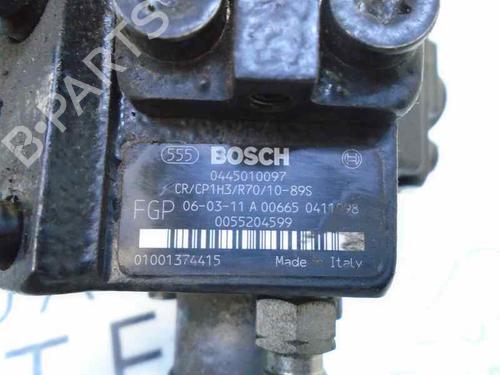 B-PARTS
555 BOSCH
0445010097
CR/CP1H3/R70/10-89S
FGP 06-03-11 A 00665 0411098
0055204599
01001374415 Made in Italy